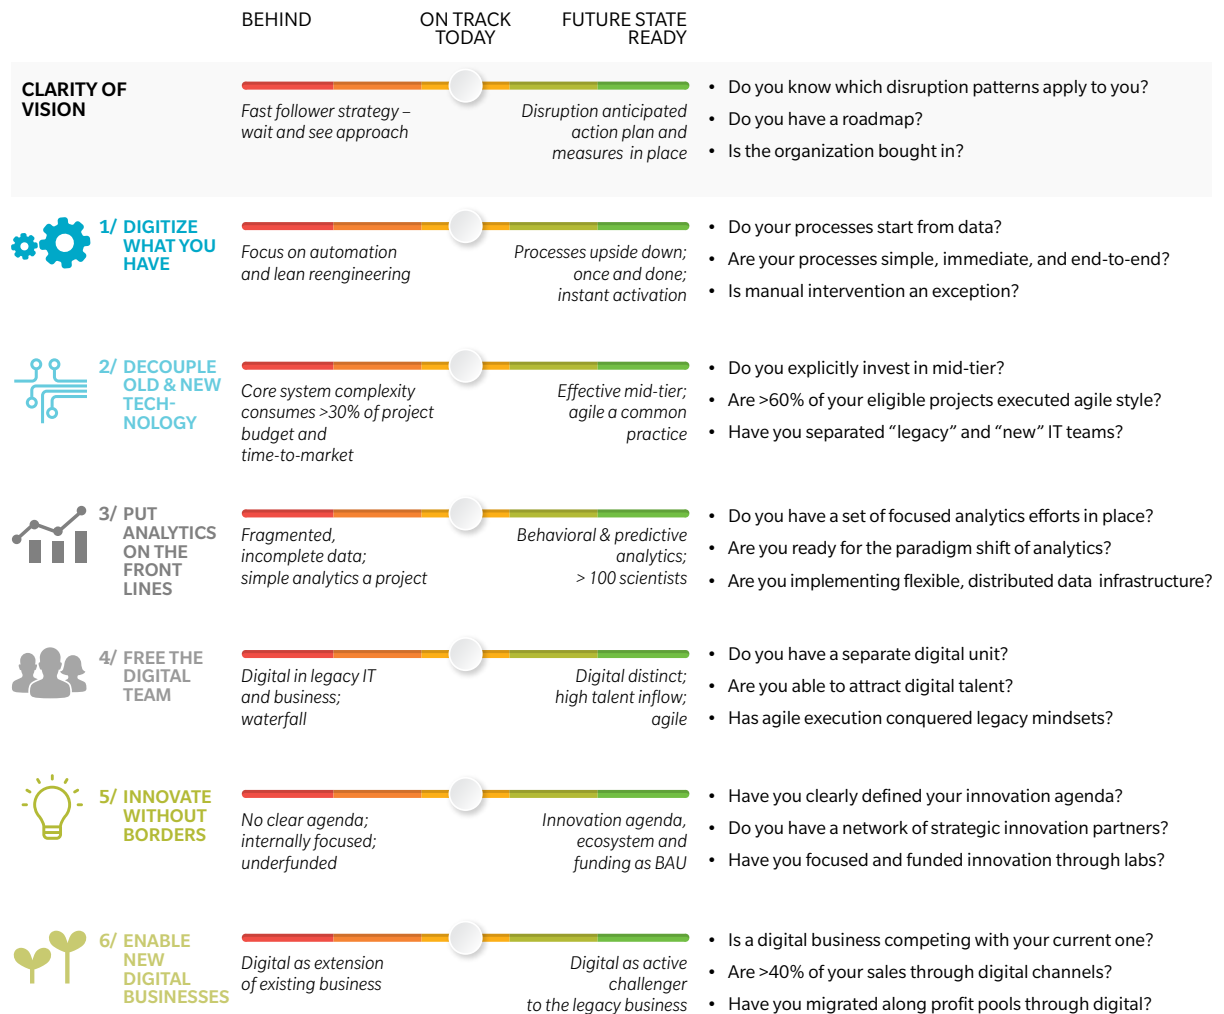 BEHIND
ON TRACK
TODAY
FUTURE STATE
READY
CLARITY OF
VISION
Fast follower strategy –
wait and see approach
Disruption anticipated
action plan and
measures in place
• Do you know which disruption patterns apply to you?
• Do you have a roadmap?
• Is the organization bought in?
1/ DIGITIZE
WHAT YOU
HAVE
Focus on automation
and lean reengineering
Processes upside down;
once and done;
instant activation
• Do your processes start from data?
• Are your processes simple, immediate, and end-to-end?
• Is manual intervention an exception?
2/ DECOUPLE
OLD & NEW
TECH-
NOLOGY
Core system complexity
consumes >30% of project
budget and
time-to-market
Effective mid-tier;
agile a common
practice
• Do you explicitly invest in mid-tier?
• Are >60% of your eligible projects executed agile style?
• Have you separated “legacy” and “new” IT teams?
3/ PUT
ANALYTICS
ON THE
FRONT
LINES
Fragmented,
incomplete data;
simple analytics a project
Behavioral & predictive
analytics;
> 100 scientists
• Do you have a set of focused analytics efforts in place?
• Are you ready for the paradigm shift of analytics?
• Are you implementing flexible, distributed data infrastructure?
4/ FREE THE
DIGITAL
TEAM
Digital in legacy IT
and business;
waterfall
Digital distinct;
high talent inflow;
agile
• Do you have a separate digital unit?
• Are you able to attract digital talent?
• Has agile execution conquered legacy mindsets?
5/ INNOVATE
WITHOUT
BORDERS
No clear agenda;
internally focused;
underfunded
Innovation agenda,
ecosystem and
funding as BAU
• Have you clearly defined your innovation agenda?
• Do you have a network of strategic innovation partners?
• Have you focused and funded innovation through labs?
6/ ENABLE
NEW
DIGITAL
BUSINESSES
Digital as extension
of existing business
Digital as active
challenger
to the legacy business
• Is a digital business competing with your current one?
• Are >40% of your sales through digital channels?
• Have you migrated along profit pools through digital?